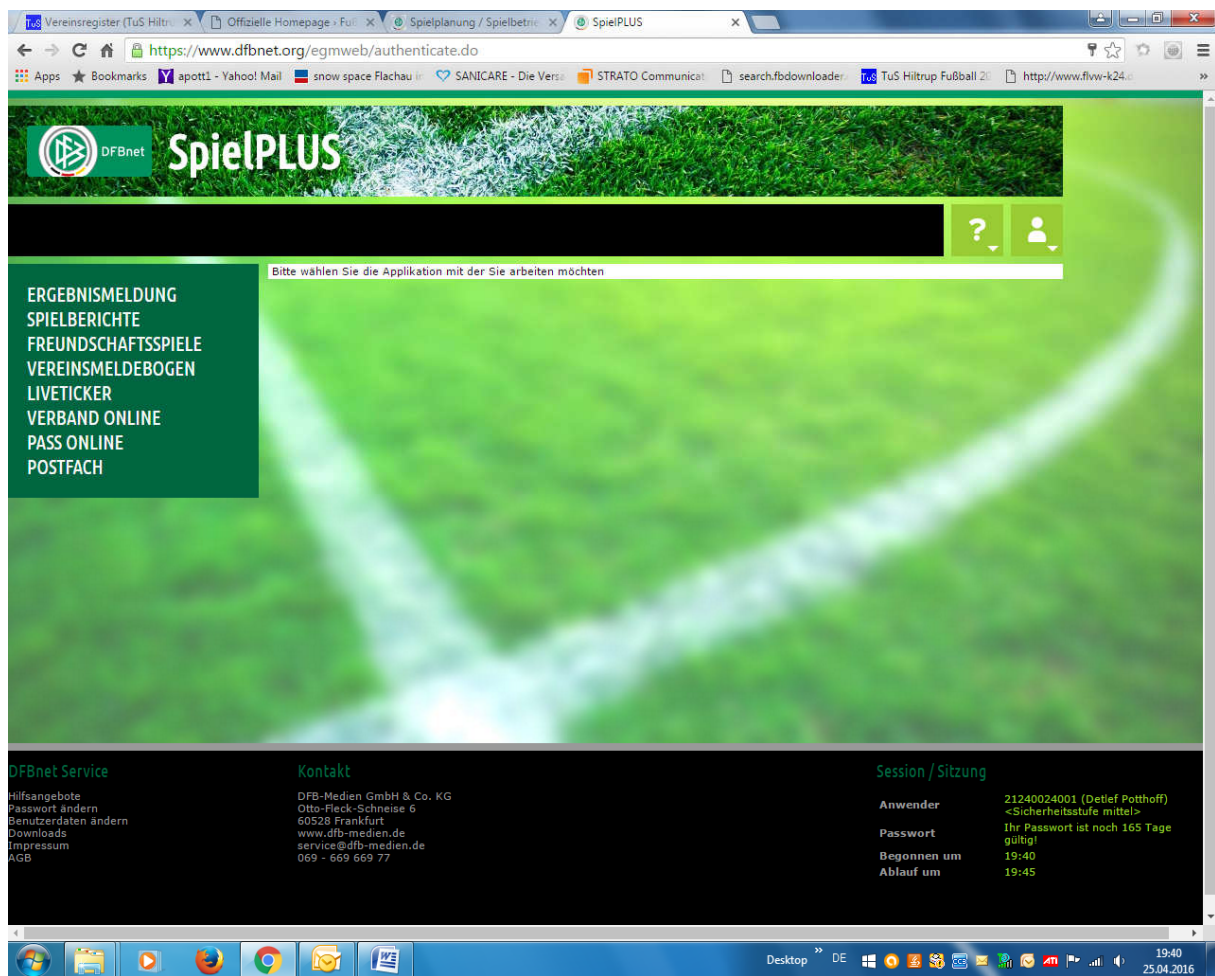 Vereinsregister (TuS Hiltru
Offizielle Homepage › Fuß
Spielplanung / Spielbetrie
SpielPLUS
https://www.dfbnet.org/egmweb/authenticate.do
Apps
Bookmarks
apott1 - Yahoo! Mail
snow space Flachau in
SANICARE - Die Versa
STRATO Communicat
search.fbdownloader.
TuS Hiltrup Fußball 20
http://www.flvw-k24.d
»
DFBnet
SpielPLUS
?
Bitte wählen Sie die Applikation mit der Sie arbeiten möchten
ERGEBNISMELDUNG
SPIELBERICHTE
FREUNDSCHAFTSSPIELE
VEREINSMELDEBOGEN
LIVETICKER
VERBAND ONLINE
PASS ONLINE
POSTFACH
DFBnet Service
Hilfsangebote
Passwort ändern
Benutzerdaten ändern
Downloads
Impressum
AGB
Kontakt
DFB-Medien GmbH & Co. KG
Otto-Fleck-Schneise 6
60528 Frankfurt
www.dfb-medien.de
service@dfb-medien.de
069 - 669 669 77
Session / Sitzung
Anwender
21240024001 (Detlef Potthoff)
<Sicherheitsstufe mittel>
Passwort
Ihr Passwort ist noch 165 Tage
gültig!
Begonnen um
19:40
Ablauf um
19:45
Desktop
»
DE
19:40
25.04.2016